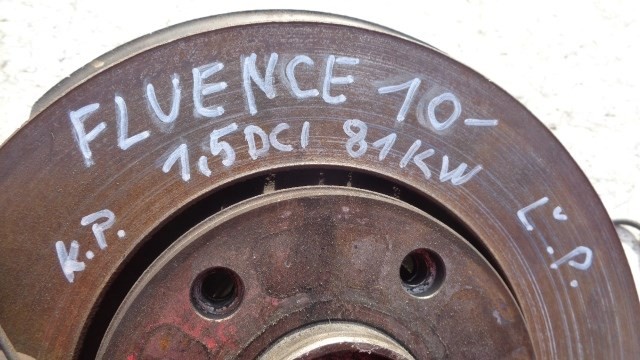 FLUENCE 10-
1,5DCI 81KW
K.P.
Ľ.P.